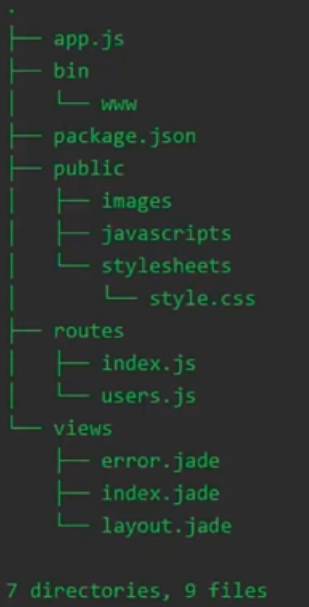 .
├── app.js
├── bin
│   └── www
├── package.json
├── public
│   ├── images
│   ├── javascripts
│   └── stylesheets
│       └── style.css
├── routes
│   ├── index.js
│   └── users.js
└── views
    ├── error.jade
    ├── index.jade
    └── layout.jade

7 directories, 9 files